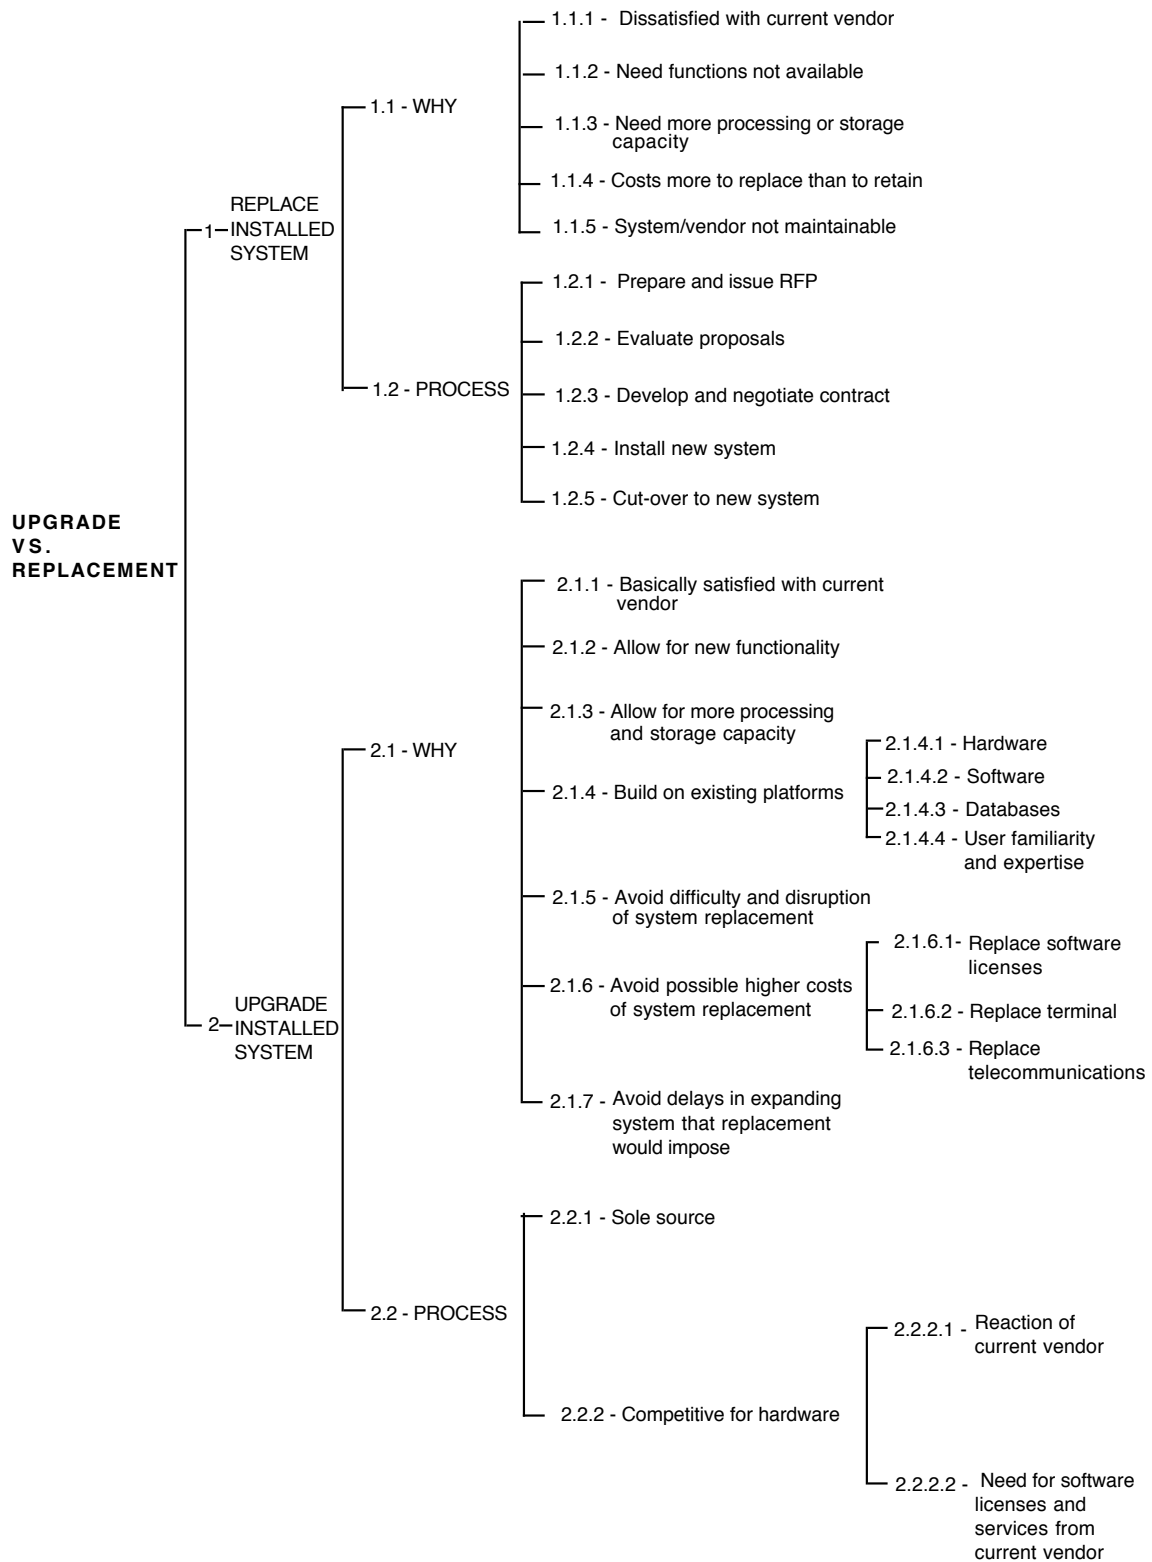 UPGRADE
VS.
REPLACEMENT
1
REPLACE
INSTALLED
SYSTEM
1.1 - WHY
1.1.1 - Dissatisfied with current vendor
1.1.2 - Need functions not available
1.1.3 - Need more processing or storage
capacity
1.1.4 - Costs more to replace than to retain
1.1.5 - System/vendor not maintainable
1.2 - PROCESS
1.2.1 - Prepare and issue RFP
1.2.2 - Evaluate proposals
1.2.3 - Develop and negotiate contract
1.2.4 - Install new system
1.2.5 - Cut-over to new system
2
UPGRADE
INSTALLED
SYSTEM
2.1 - WHY
2.1.1 - Basically satisfied with current
vendor
2.1.2 - Allow for new functionality
2.1.3 - Allow for more processing
and storage capacity
2.1.4 - Build on existing platforms
2.1.4.1 - Hardware
2.1.4.2 - Software
2.1.4.3 - Databases
2.1.4.4 - User familiarity
and expertise
2.1.5 - Avoid difficulty and disruption
of system replacement
2.1.6 - Avoid possible higher costs
of system replacement
2.1.6.1- Replace software
licenses
2.1.6.2 - Replace terminal
2.1.6.3 - Replace
telecommunications
2.1.7 - Avoid delays in expanding
system that replacement
would impose
2.2 - PROCESS
2.2.1 - Sole source
2.2.2 - Competitive for hardware
2.2.2.1 - Reaction of
current vendor
2.2.2.2 - Need for software
licenses and
services from
current vendor